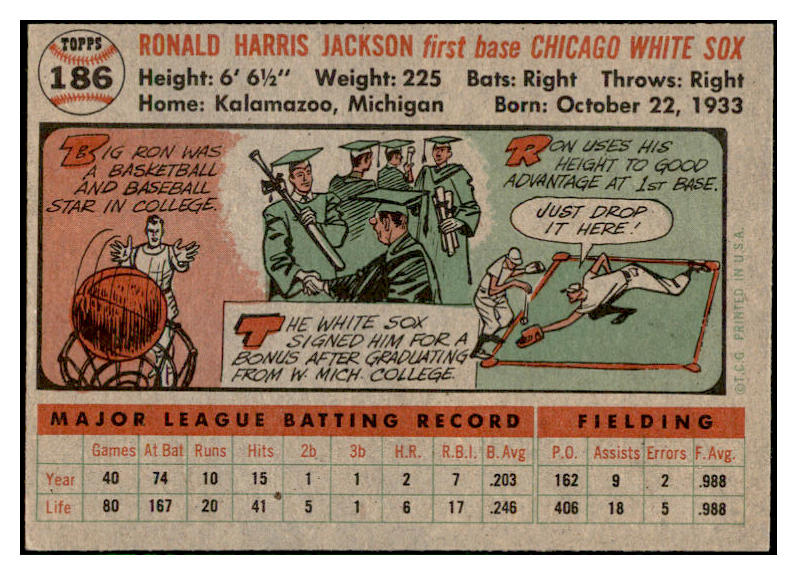 TOPPS
186
RONALD HARRIS JACKSON first base CHICAGO WHITE SOX
Height: 6' 6½" Weight: 225 Bats: Right Throws: Right
Home: Kalamazoo, Michigan Born: October 22, 1933
BIG RON WAS
A BASKETBALL
AND BASEBALL
STAR IN COLLEGE.
THE WHITE SOX
SIGNED HIM FOR A
BONUS AFTER GRADUATING
FROM W. MICH. COLLEGE.
RON USES HIS
HEIGHT TO GOOD
ADVANTAGE AT 1ST BASE.
JUST DROP
IT HERE!
©T.C.G. PRINTED IN U.S.A.
MAJOR LEAGUE BATTING RECORD FIELDING
Games At Bat Runs Hits 2b 3b H.R. R.B.I. B.Avg P.O. Assists Errors F.Avg.
Year 40 74 10 15 1 1 2 7 .203 162 9 2 .988
Life 80 167 20 41 5 1 6 17 .246 406 18 5 .988